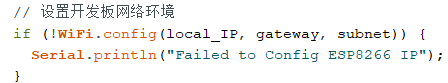 // 设置开发板网络环境
if (!WiFi.config(local_IP, gateway, subnet)) {
  Serial.println("Failed to Config ESP8266 IP");
}